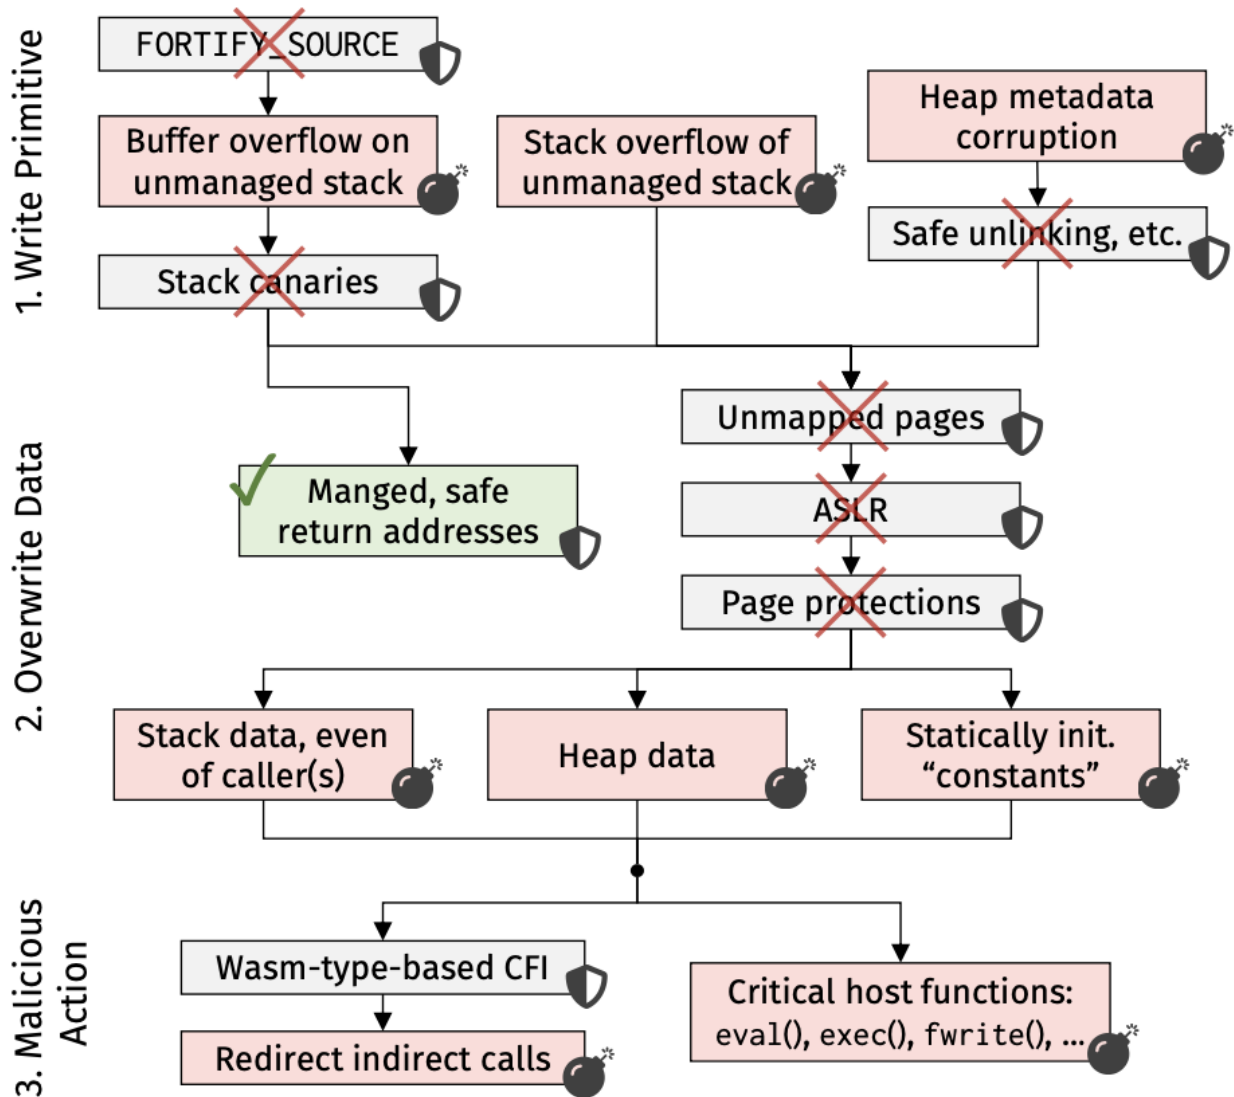 1. Write Primitive
FORTIFY_SOURCE
Buffer overflow on
unmanaged stack
Stack canaries
Stack overflow of
unmanaged stack
Heap metadata
corruption
Safe unlinking, etc.
2. Overwrite Data
Manged, safe
return addresses
Unmapped pages
ASLR
Page protections
Stack data, even
of caller(s)
Heap data
Statically init.
“constants”
3. Malicious
Action
Wasm-type-based CFI
Redirect indirect calls
Critical host functions:
eval(), exec(), fwrite(), ...